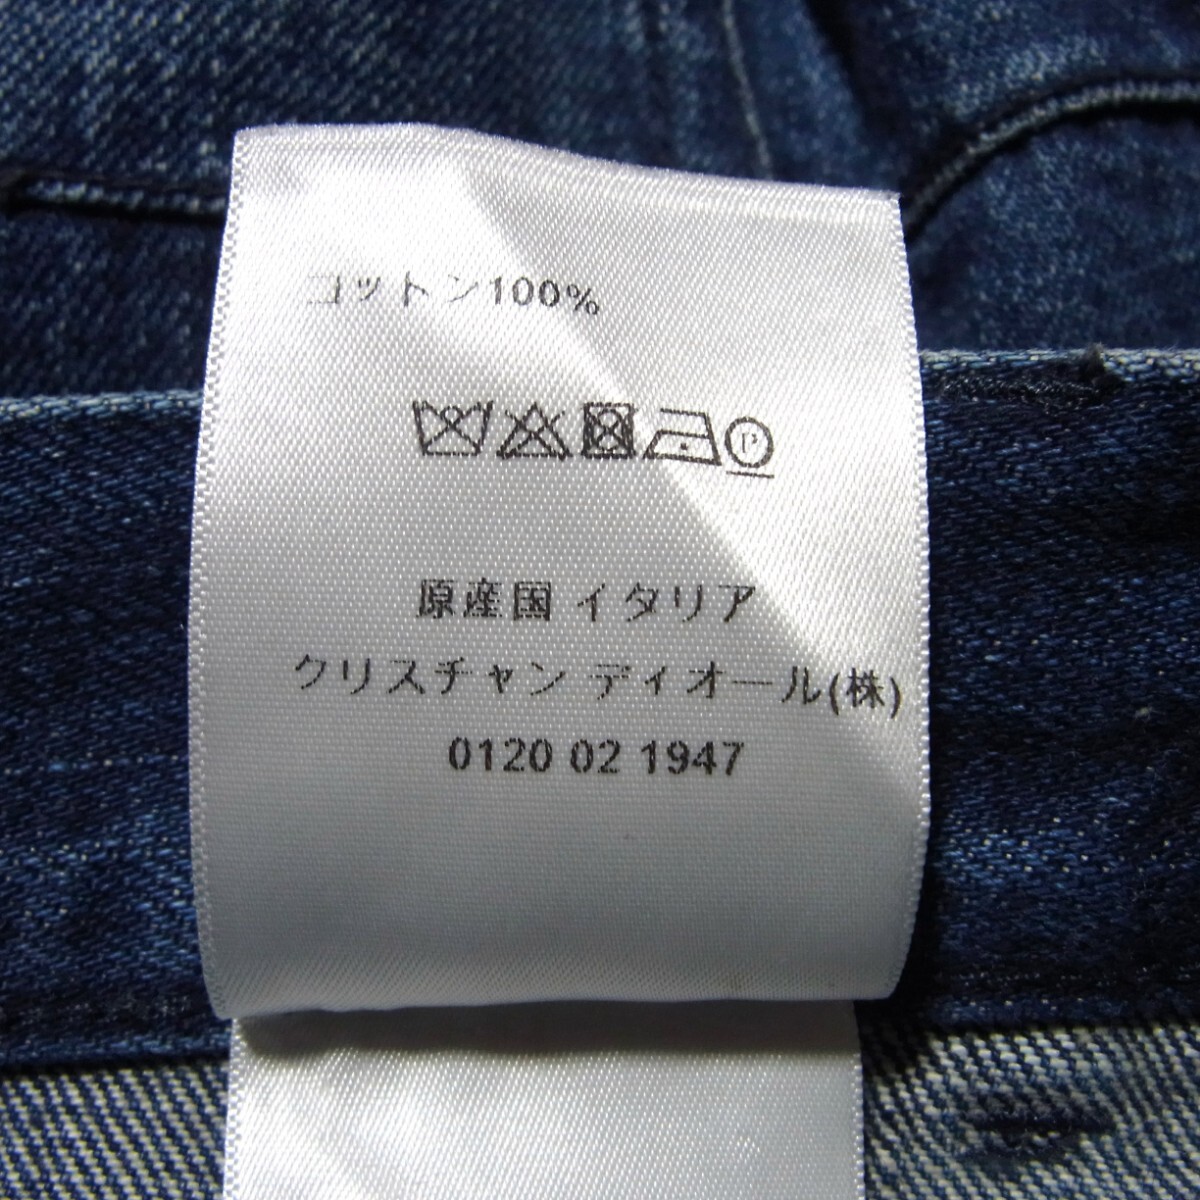 コットン100%
P
原産国 イタリア
クリスチャン ディオール(株)
0120 02 1947